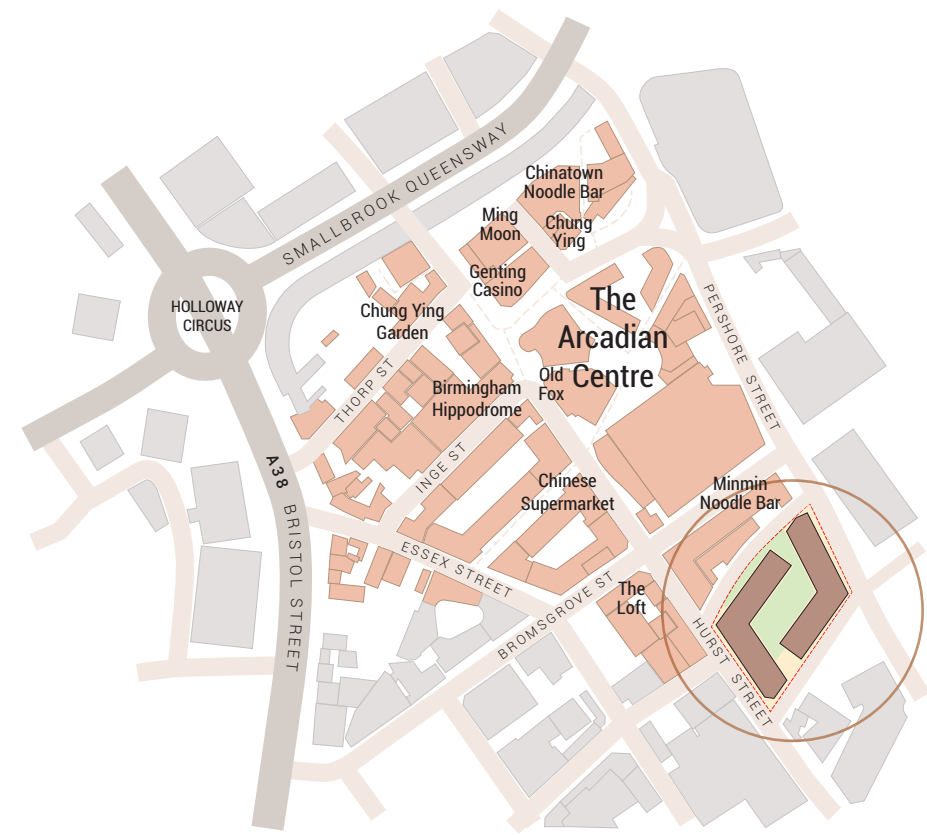 SMALLBROOK QUEENSWAY
Chinatown
Noodle Bar
Ming
Moon
Chung
Ying
Genting
Casino
HOLLOWAY
CIRCUS
Chung Ying
Garden
The
Arcadian
Centre
PERSHORE STREET
THORP ST
Birmingham
Hippodrome
Old
Fox
INGE ST
A38 BRISTOL STREET
Chinese
Supermarket
Minmin
Noodle Bar
ESSEX STREET
BROMSGROVE ST
The
Loft
HURST STREET